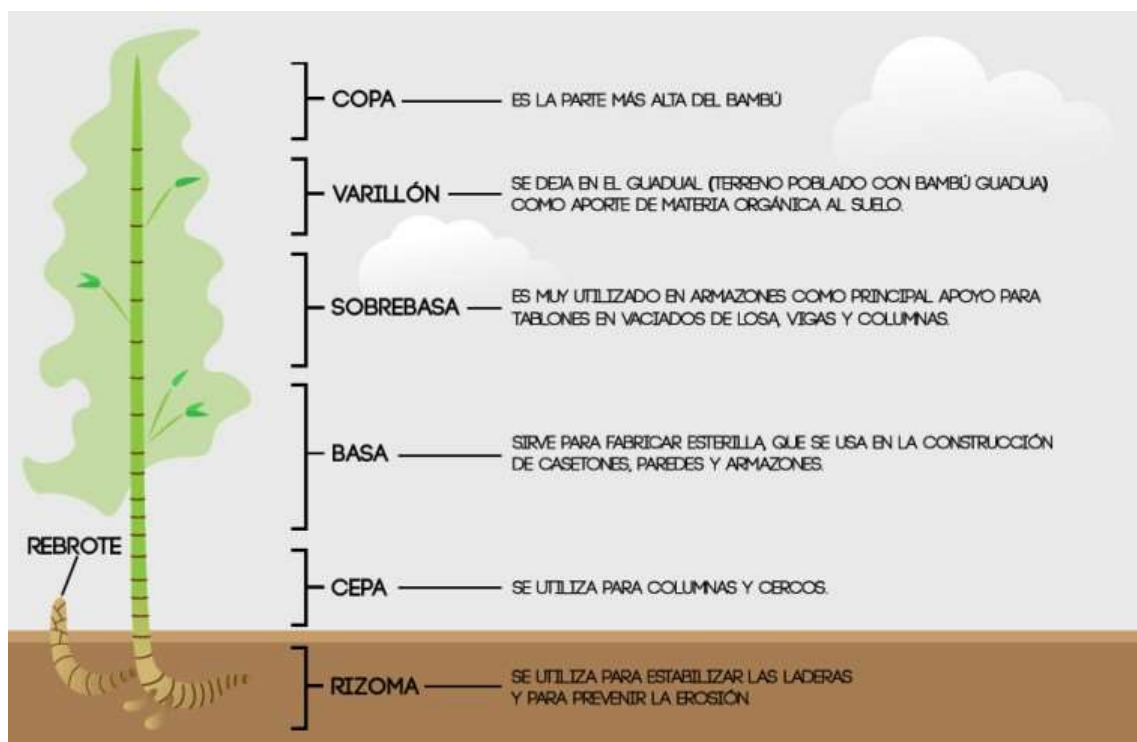 COPA
ES LA PARTE MÁS ALTA DEL BAMBÚ
VARILLÓN
SE DEJA EN EL GUADUAL (TERRENO POBLADO CON BAMBÚ GUADUA)
COMO APORTE DE MATERIA ORGÁNICA AL SUELO.
SOBREBASA
ES MUY UTILIZADO EN ARMAZONES COMO PRINCIPAL APOYO PARA
TABLONES EN VACIADOS DE LOSA, VIGAS Y COLUMNAS.
BASA
SIRVE PARA FABRICAR ESTERILLA, QUE SE USA EN LA CONSTRUCCIÓN
DE CASETONES, PAREDES Y ARMAZONES.
REBROTE
CEPA
SE UTILIZA PARA COLUMNAS Y CERCOS.
RIZOMA
SE UTILIZA PARA ESTABILIZAR LAS LADERAS
Y PARA PREVENIR LA EROSIÓN.